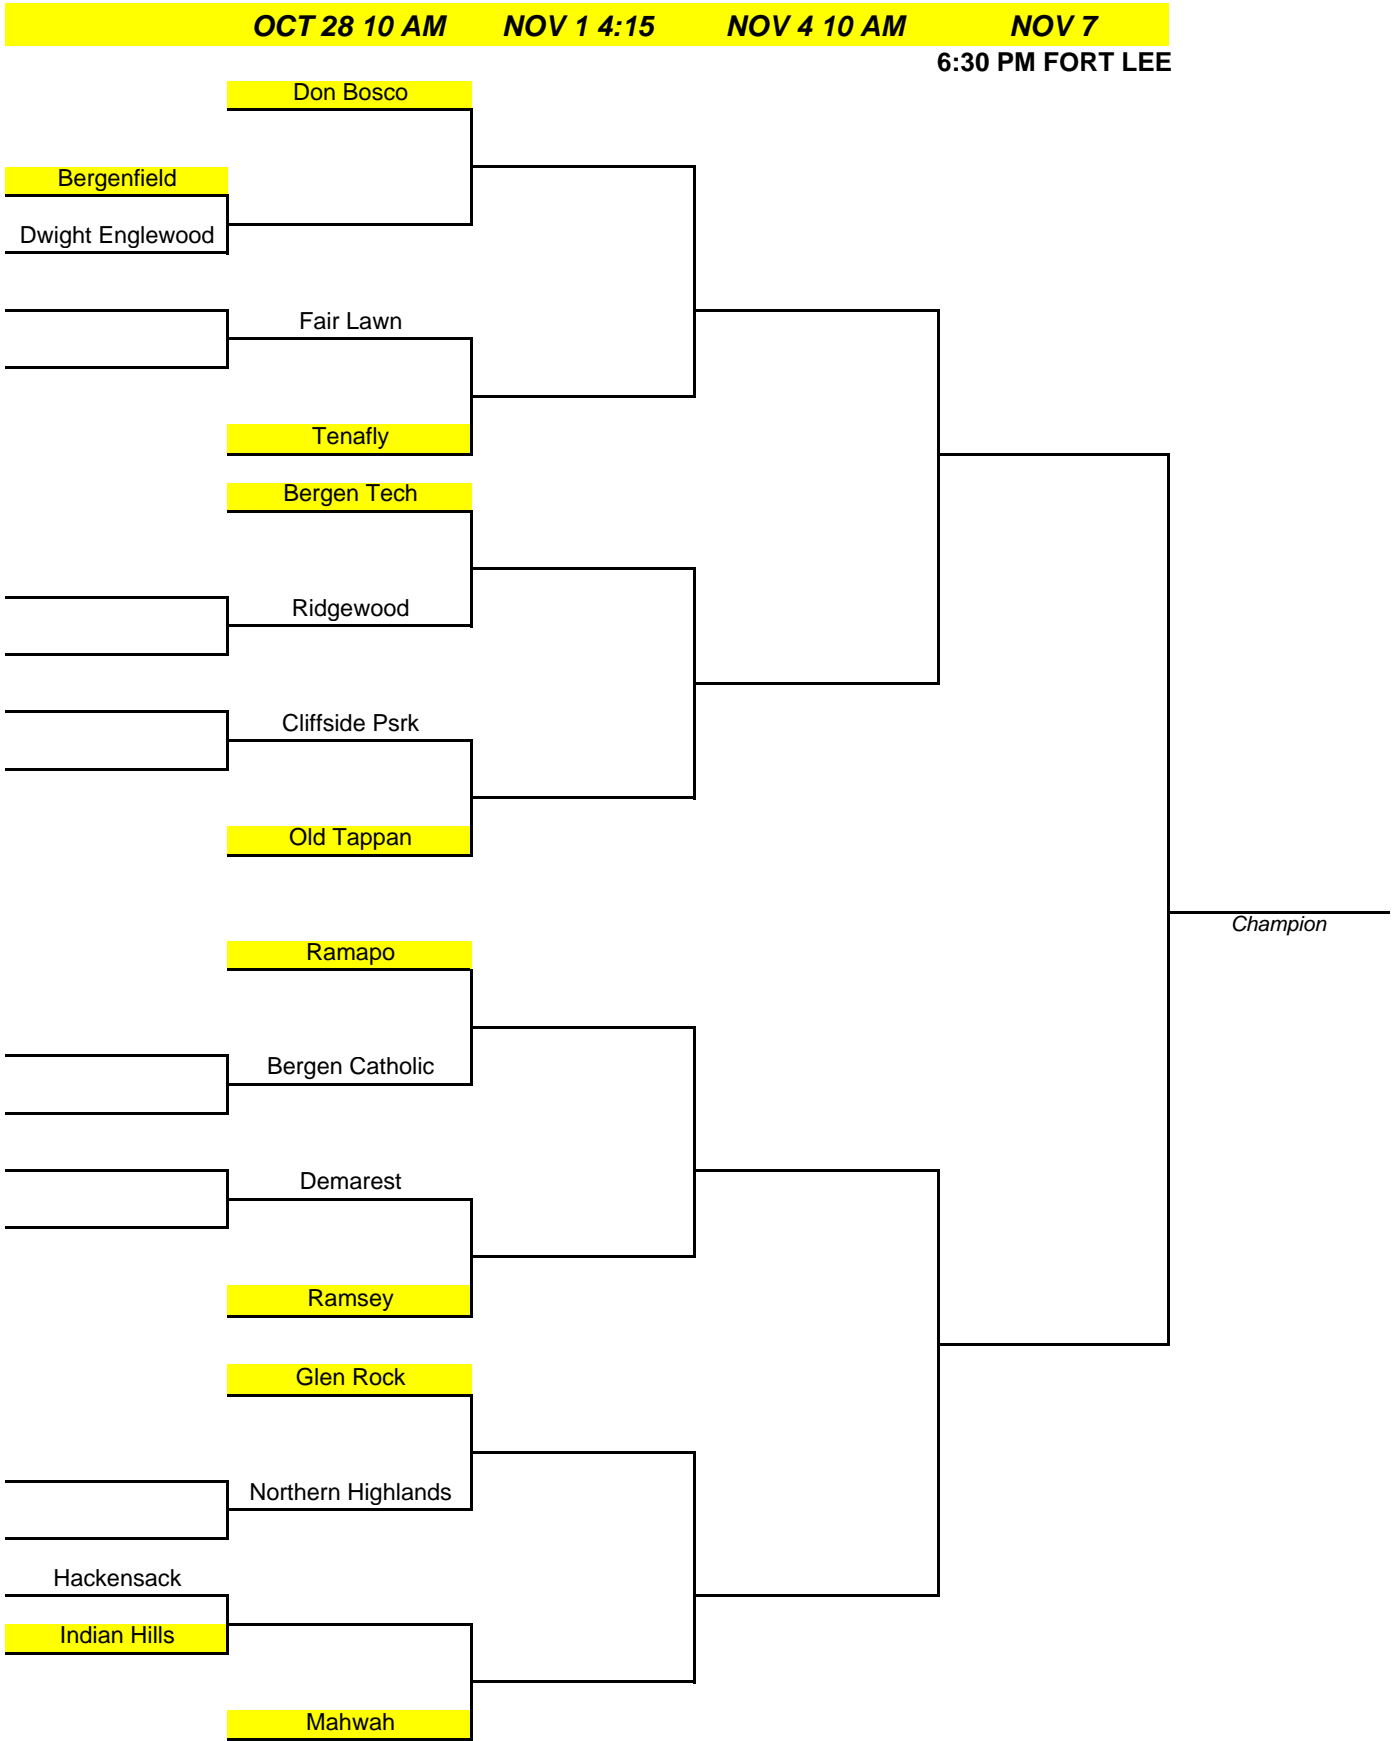 OCT 28 10 AM NOV 1 4:15 NOV 4 10 AM NOV 7
6:30 PM FORT LEE
Don Bosco
Bergenfield
Dwight Englewood
Fair Lawn
Tenafly
Bergen Tech
Ridgewood
Cliffside Psrk
Old Tappan
Champion
Ramapo
Bergen Catholic
Demarest
Ramsey
Glen Rock
Northern Highlands
Hackensack
Indian Hills
Mahwah